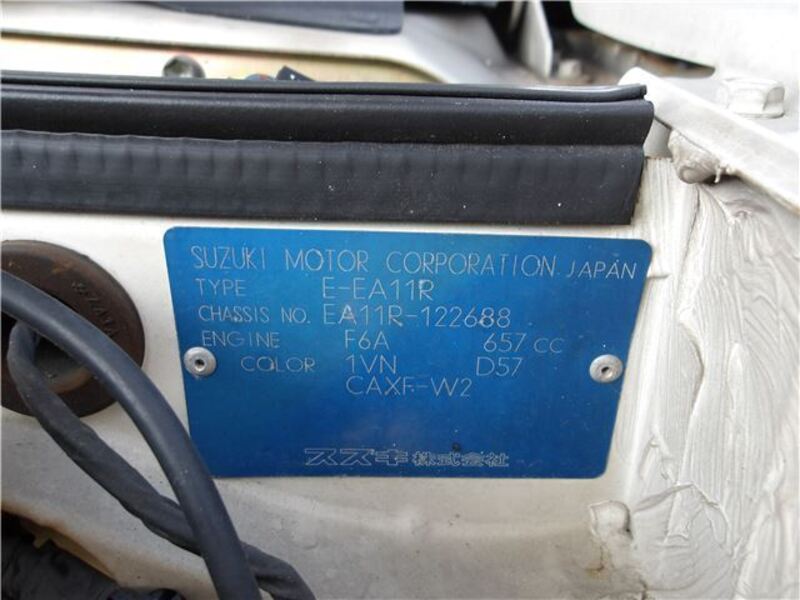 SUZUKI MOTOR CORPORATION JAPAN
TYPE E-EA11R
CHASSIS NO. EA11R-122688
ENGINE F6A 657 CC
COLOR 1VN D57
CAXF-W2
スズキ株式会社